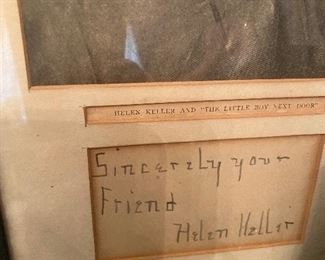 HELEN KELLER AND "THE LITTLE BOY NEXT DOOR"
Sincerely your
Friend
Helen Keller